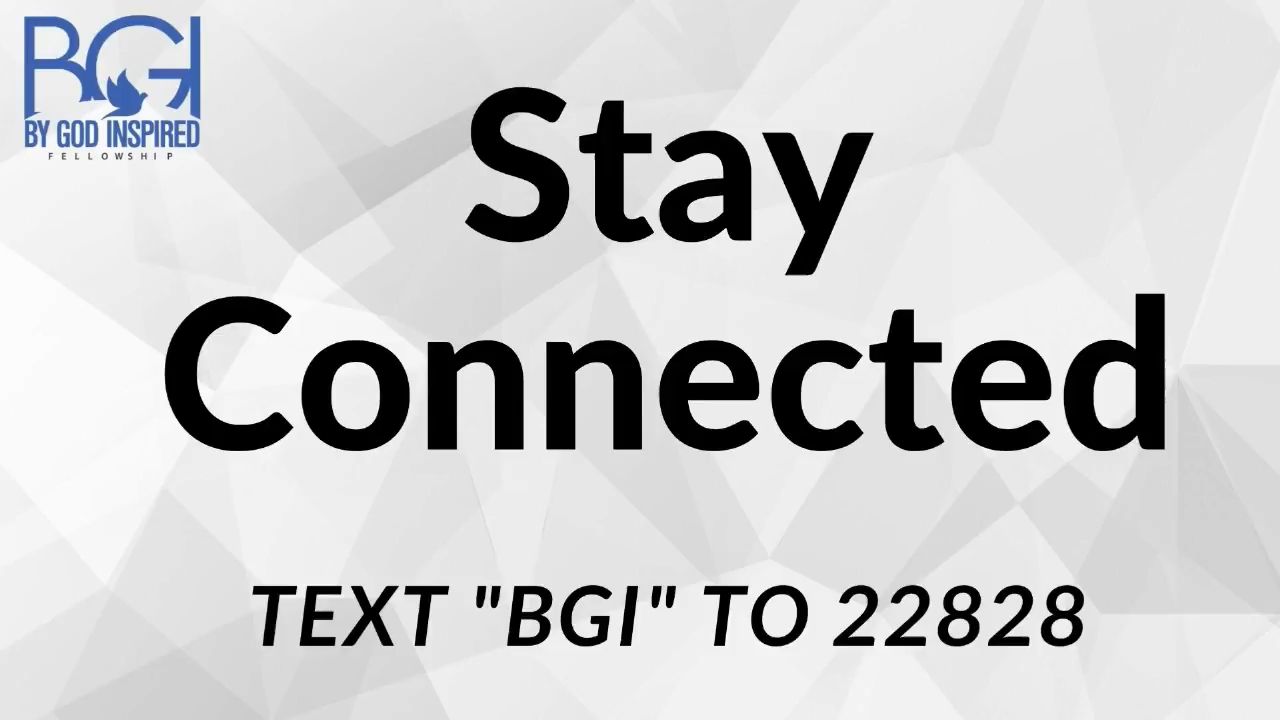 BGI
BY GOD INSPIRED
FELLOWSHIP
Stay
Connected
TEXT "BGI" TO 22828